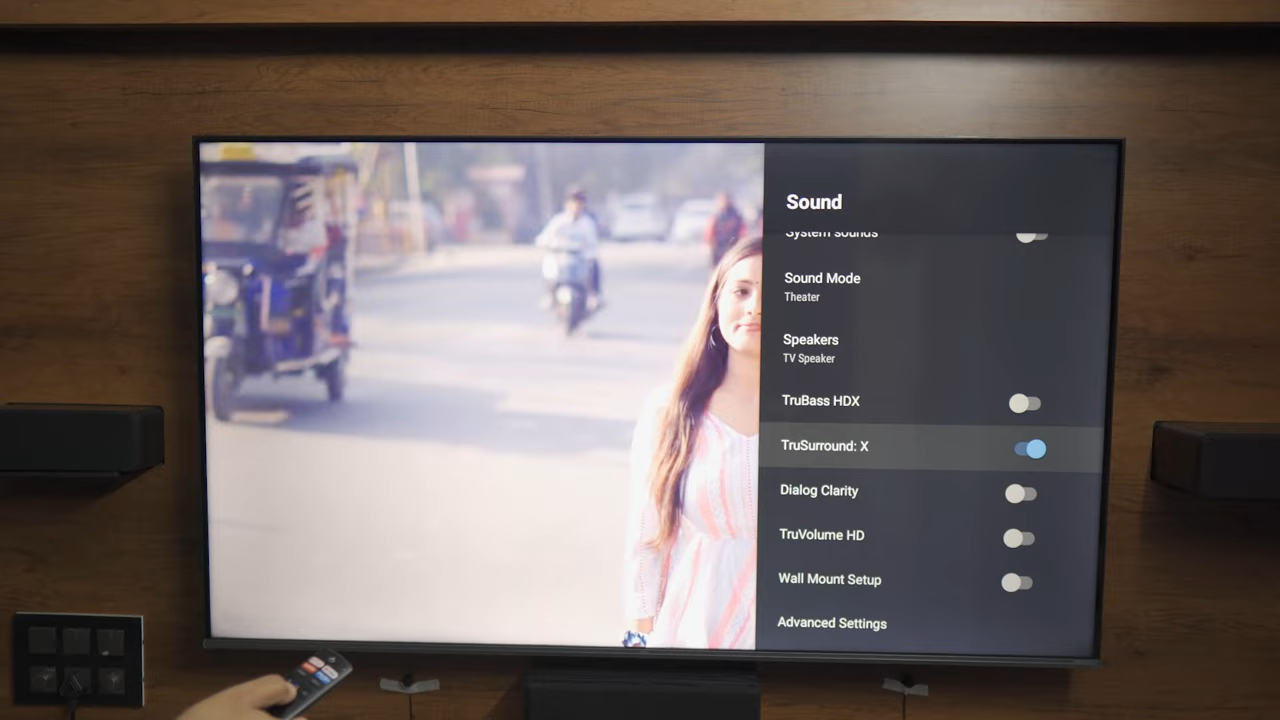 Sound
System sounds
Sound Mode
Theater
Speakers
TV Speaker
TruBass HDX
TruSurround: X
Dialog Clarity
TruVolume HD
Wall Mount Setup
Advanced Settings